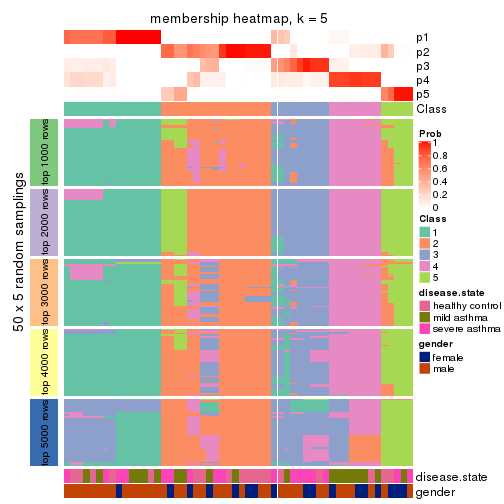 membership heatmap, k = 5
p1
p2
p3
p4
p5
Class
50 x 5 random samplings
top 1000 rows
top 2000 rows
top 3000 rows
top 4000 rows
top 5000 rows
disease.state
gender
Prob
1
0.8
0.6
0.4
0.2
0
Class
1
2
3
4
5
disease.state
healthy control
mild asthma
severe asthma
gender
female
male